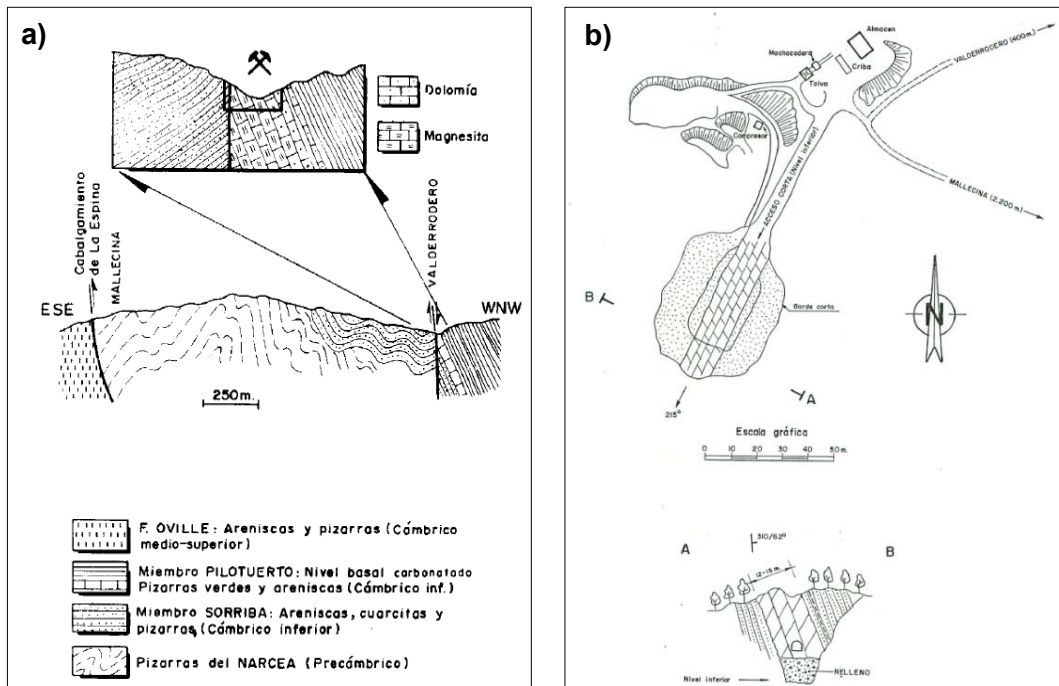 a)
Dolomía
Magnesita
Cabalgamiento
de La Espina
MALLECINA
VALDERRODERO
ESE
WNW
250m.
F. OVILLE: Areniscas y pizarras (Cámbrico
medio-superior)
Miembro PILOTUERTO: Nivel basal carbonatado
Pizarras verdes y areniscas (Cámbrico inf.)
Miembro SORRIBA: Areniscas, cuarcitas y
pizarras, (Cámbrico inferior)
Pizarras del NARCEA (Precámbrico)
b)
Almacen
Machacadora
Criba
Tolva
VALDERRODERO (400m.)
Compresor
ACCESO CORTA (Nivel inferior)
MALLECINA (2,200 m.)
B
Borde corta
N
A
215º
Escala gráfica
0 10 20 30 40 50 m.
310/62º
A
B
12-15 m.
RELLENO
Nivel inferior